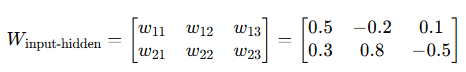 W_input-hidden = [w11 w12 w13] = [0.5 −0.2 0.1]
[w21 w22 w23] [0.3 0.8 −0.5]